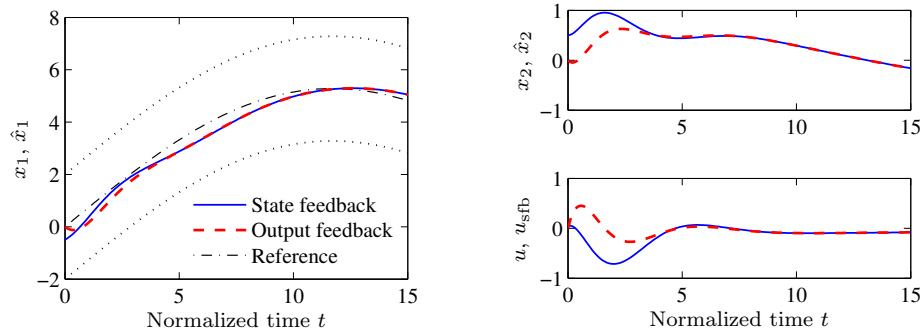 8
6
4
2
0
−2
x₁, x̂₁
State feedback
Output feedback
Reference
0 5 10 15
Normalized time t
1
0
−1
x₂, x̂₂
0 5 10 15
1
0
−1
u, u_sfb
0 5 10 15
Normalized time t